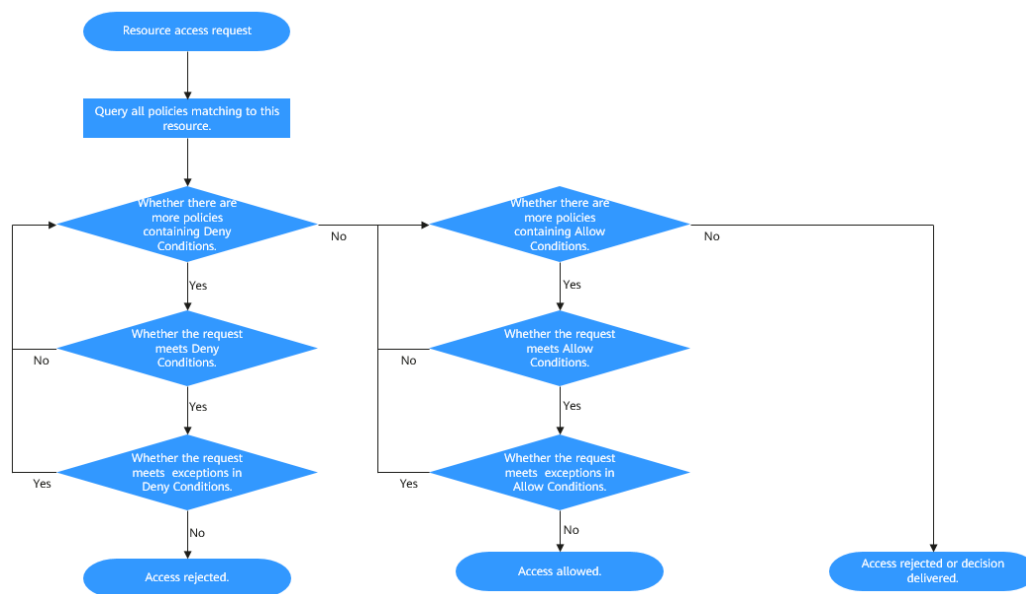 Resource access request
Query all policies matching to this
resource.
Whether there are
more policies
containing Deny
Conditions.
No
Whether there are
more policies
containing Allow
Conditions.
No
Yes
Yes
Whether the request
meets Deny
Conditions.
No
Whether the request
meets Allow
Conditions.
No
Yes
Yes
Whether the request
meets  exceptions in
Deny Conditions.
Yes
Whether the request
meets  exceptions in
Allow Conditions.
Yes
No
No
Access rejected.
Access allowed.
Access rejected or decision
delivered.